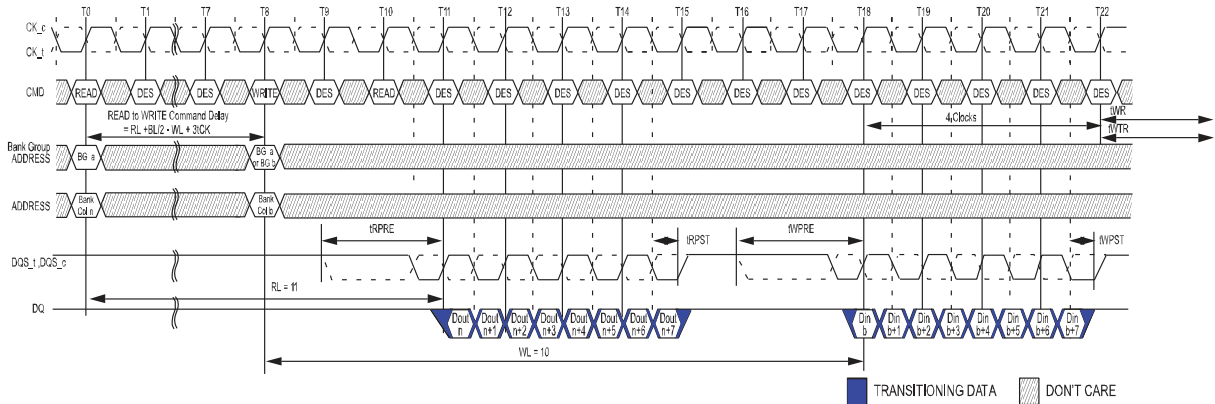 T0 T1 T7 T8 T9 T10 T11 T12 T13 T14 T15 T16 T17 T18 T19 T20 T21 T22
CK_c
CK_t
CMD READ DES DES WRITE DES READ DES DES DES DES DES DES DES DES DES DES DES DES
READ to WRITE Command Delay
= RL +BL/2 - WL + 3tCK
4 Clocks
tWR
tWTR
Bank Group
ADDRESS
BG a
BG a
or BG b
ADDRESS
Bank
Col n
Bank
Col b
tRPRE
tRPST
tWPRE
tWPST
DQS_t,DQS_c
RL = 11
DQ
Dout
n
Dout
n+1
Dout
n+2
Dout
n+3
Dout
n+4
Dout
n+5
Dout
n+6
Dout
n+7
Din
b
Din
b+1
Din
b+2
Din
b+3
Din
b+4
Din
b+5
Din
b+6
Din
b+7
WL = 10
TRANSITIONING DATA
DON'T CARE